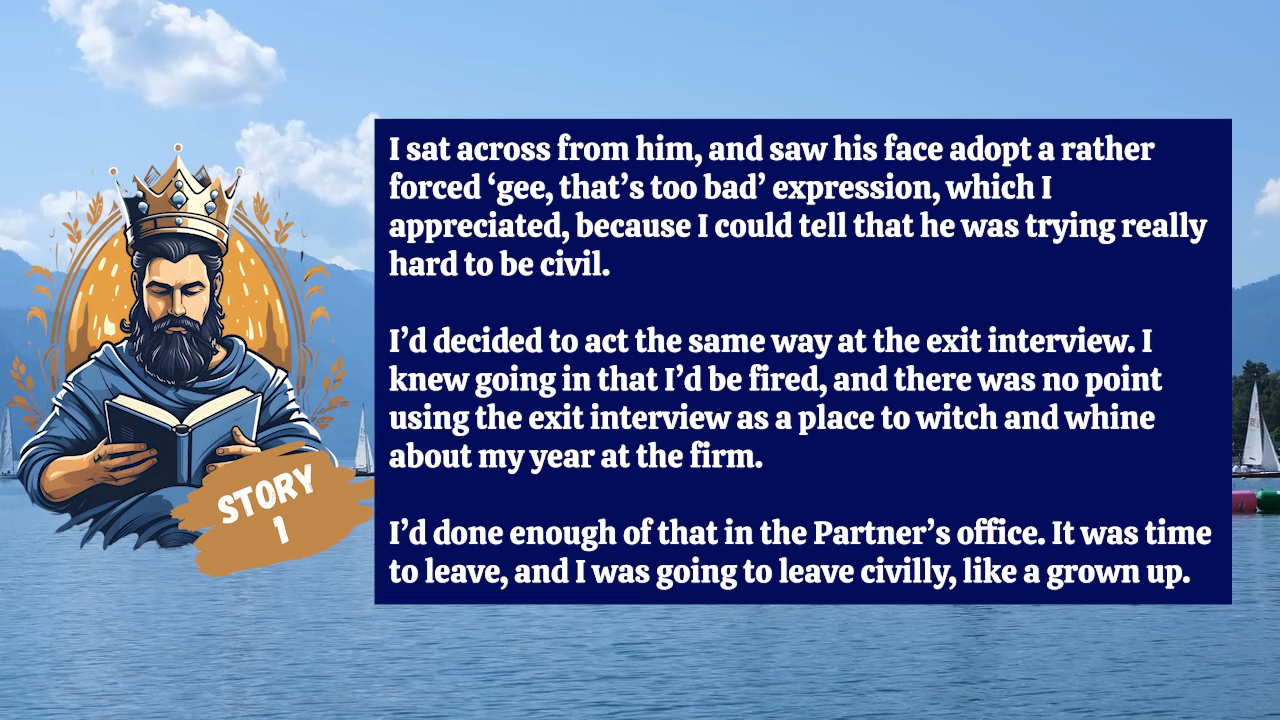 I sat across from him, and saw his face adopt a rather
forced ‘gee, that’s too bad’ expression, which I
appreciated, because I could tell that he was trying really
hard to be civil.
I’d decided to act the same way at the exit interview. I
knew going in that I’d be fired, and there was no point
using the exit interview as a place to witch and whine
about my year at the firm.
I’d done enough of that in the Partner’s office. It was time
to leave, and I was going to leave civilly, like a grown up.
STORY
1